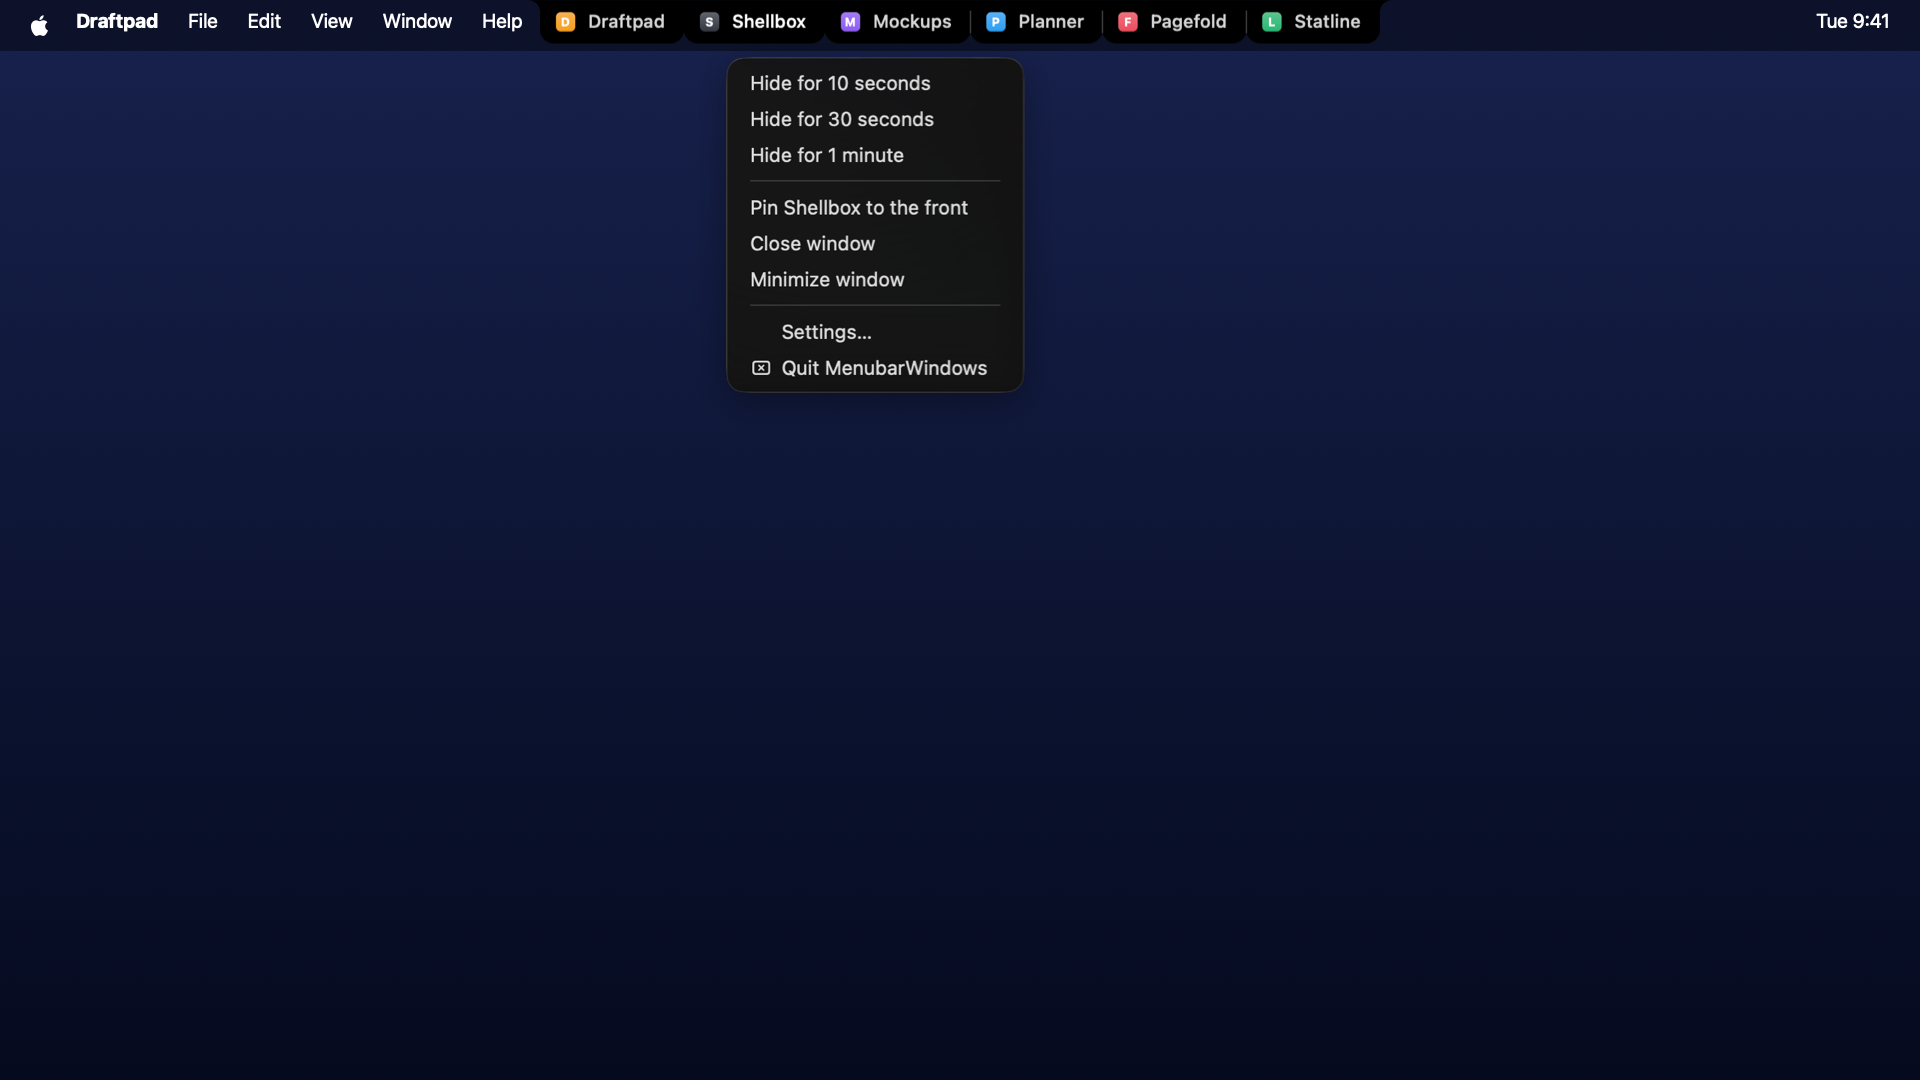 Draftpad File Edit View Window Help D Draftpad S Shellbox M Mockups P Planner F Pagefold L Statline Tue 9:41
Hide for 10 seconds
Hide for 30 seconds
Hide for 1 minute
Pin Shellbox to the front
Close window
Minimize window
Settings...
Quit MenubarWindows